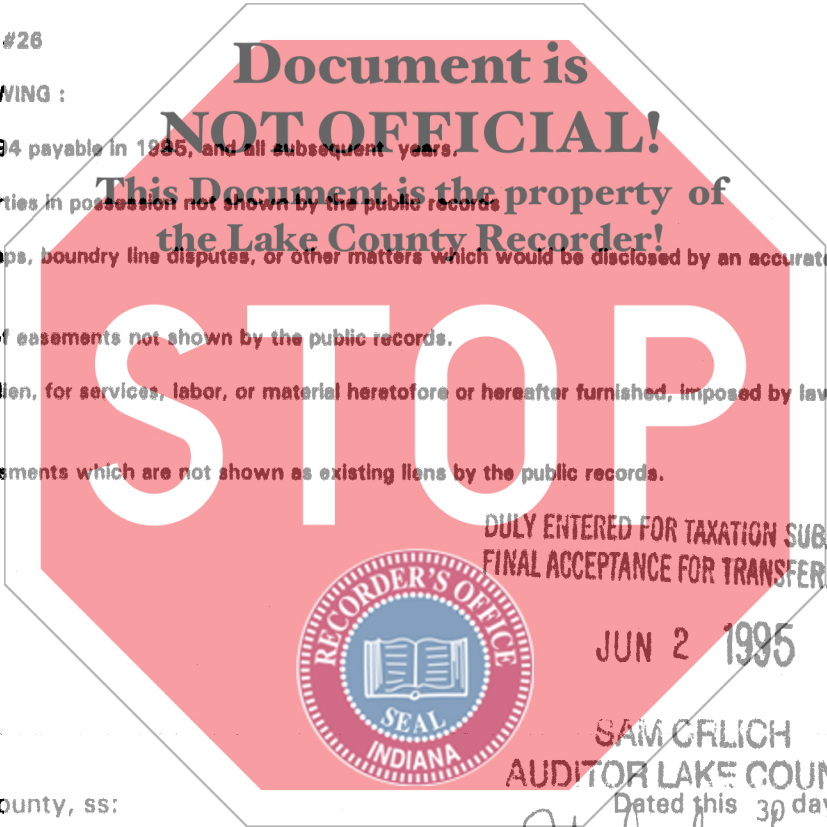 #26
Document is
WING :
NOT OFFICIAL!
94 payable in 1995, and all subsequent years.
This Document is the property of
rties in possession not shown by the public records
the Lake County Recorder!
ps, boundry line disputes, or other matters which would be disclosed by an accurate
f easements not shown by the public records.
STOP
ien, for services, labor, or material heretofore or hereafter furnished, imposed by law
sments which are not shown as existing liens by the public records.
DULY ENTERED FOR TAXATION SUB
FINAL ACCEPTANCE FOR TRANSFER
RECORDER'S OFFICE
JUN 2 1995
SEAL
INDIANA
SAM ORLICH
AUDITOR LAKE COUN
ounty, ss:
Dated this 30 day